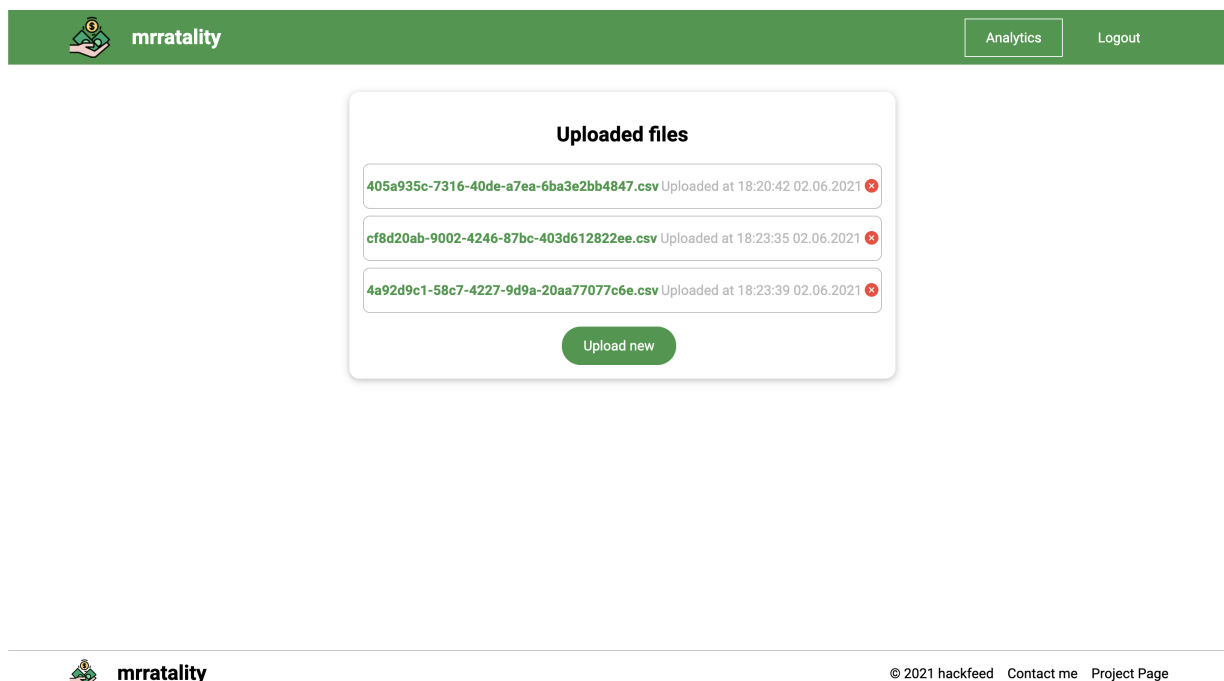 mrratality Analytics Logout
Uploaded files
405a935c-7316-40de-a7ea-6ba3e2bb4847.csv Uploaded at 18:20:42 02.06.2021
cf8d20ab-9002-4246-87bc-403d612822ee.csv Uploaded at 18:23:35 02.06.2021
4a92d9c1-58c7-4227-9d9a-20aa77077c6e.csv Uploaded at 18:23:39 02.06.2021
Upload new
mrratality © 2021 hackfeed Contact me Project Page